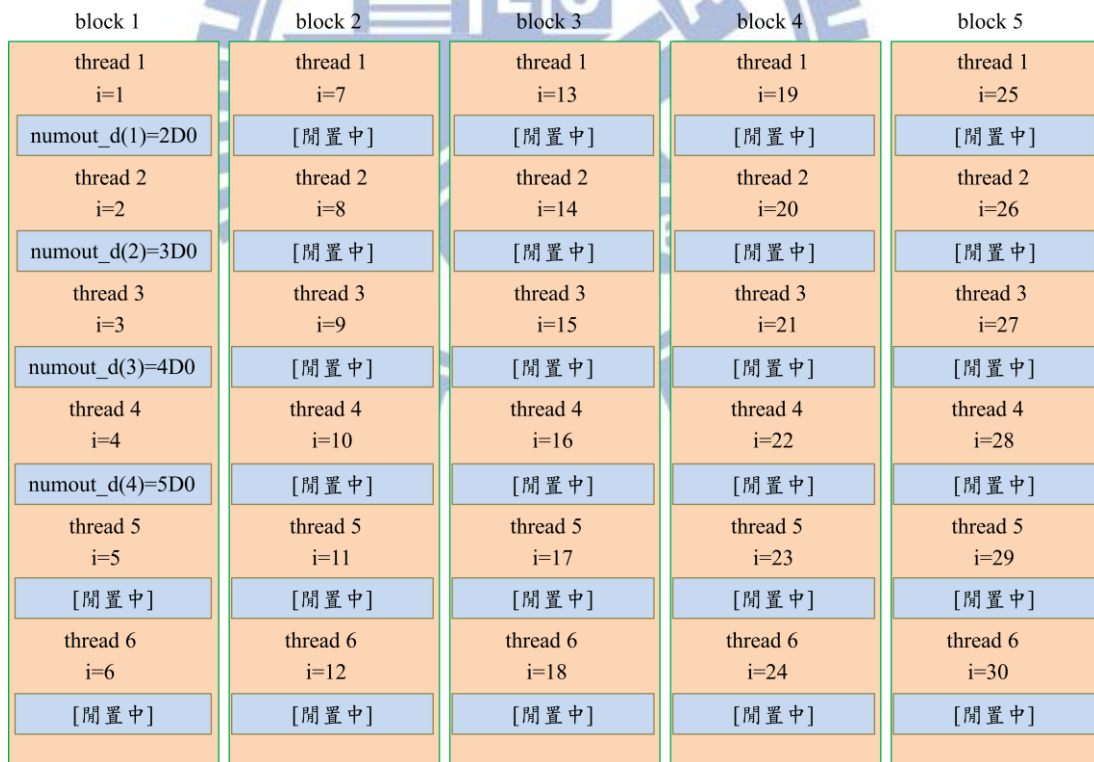 block 1
thread 1
i=1
numout_d(1)=2D0
thread 2
i=2
numout_d(2)=3D0
thread 3
i=3
numout_d(3)=4D0
thread 4
i=4
numout_d(4)=5D0
thread 5
i=5
[閒置中]
thread 6
i=6
[閒置中]
block 2
thread 1
i=7
[閒置中]
thread 2
i=8
[閒置中]
thread 3
i=9
[閒置中]
thread 4
i=10
[閒置中]
thread 5
i=11
[閒置中]
thread 6
i=12
[閒置中]
block 3
thread 1
i=13
[閒置中]
thread 2
i=14
[閒置中]
thread 3
i=15
[閒置中]
thread 4
i=16
[閒置中]
thread 5
i=17
[閒置中]
thread 6
i=18
[閒置中]
block 4
thread 1
i=19
[閒置中]
thread 2
i=20
[閒置中]
thread 3
i=21
[閒置中]
thread 4
i=22
[閒置中]
thread 5
i=23
[閒置中]
thread 6
i=24
[閒置中]
block 5
thread 1
i=25
[閒置中]
thread 2
i=26
[閒置中]
thread 3
i=27
[閒置中]
thread 4
i=28
[閒置中]
thread 5
i=29
[閒置中]
thread 6
i=30
[閒置中]